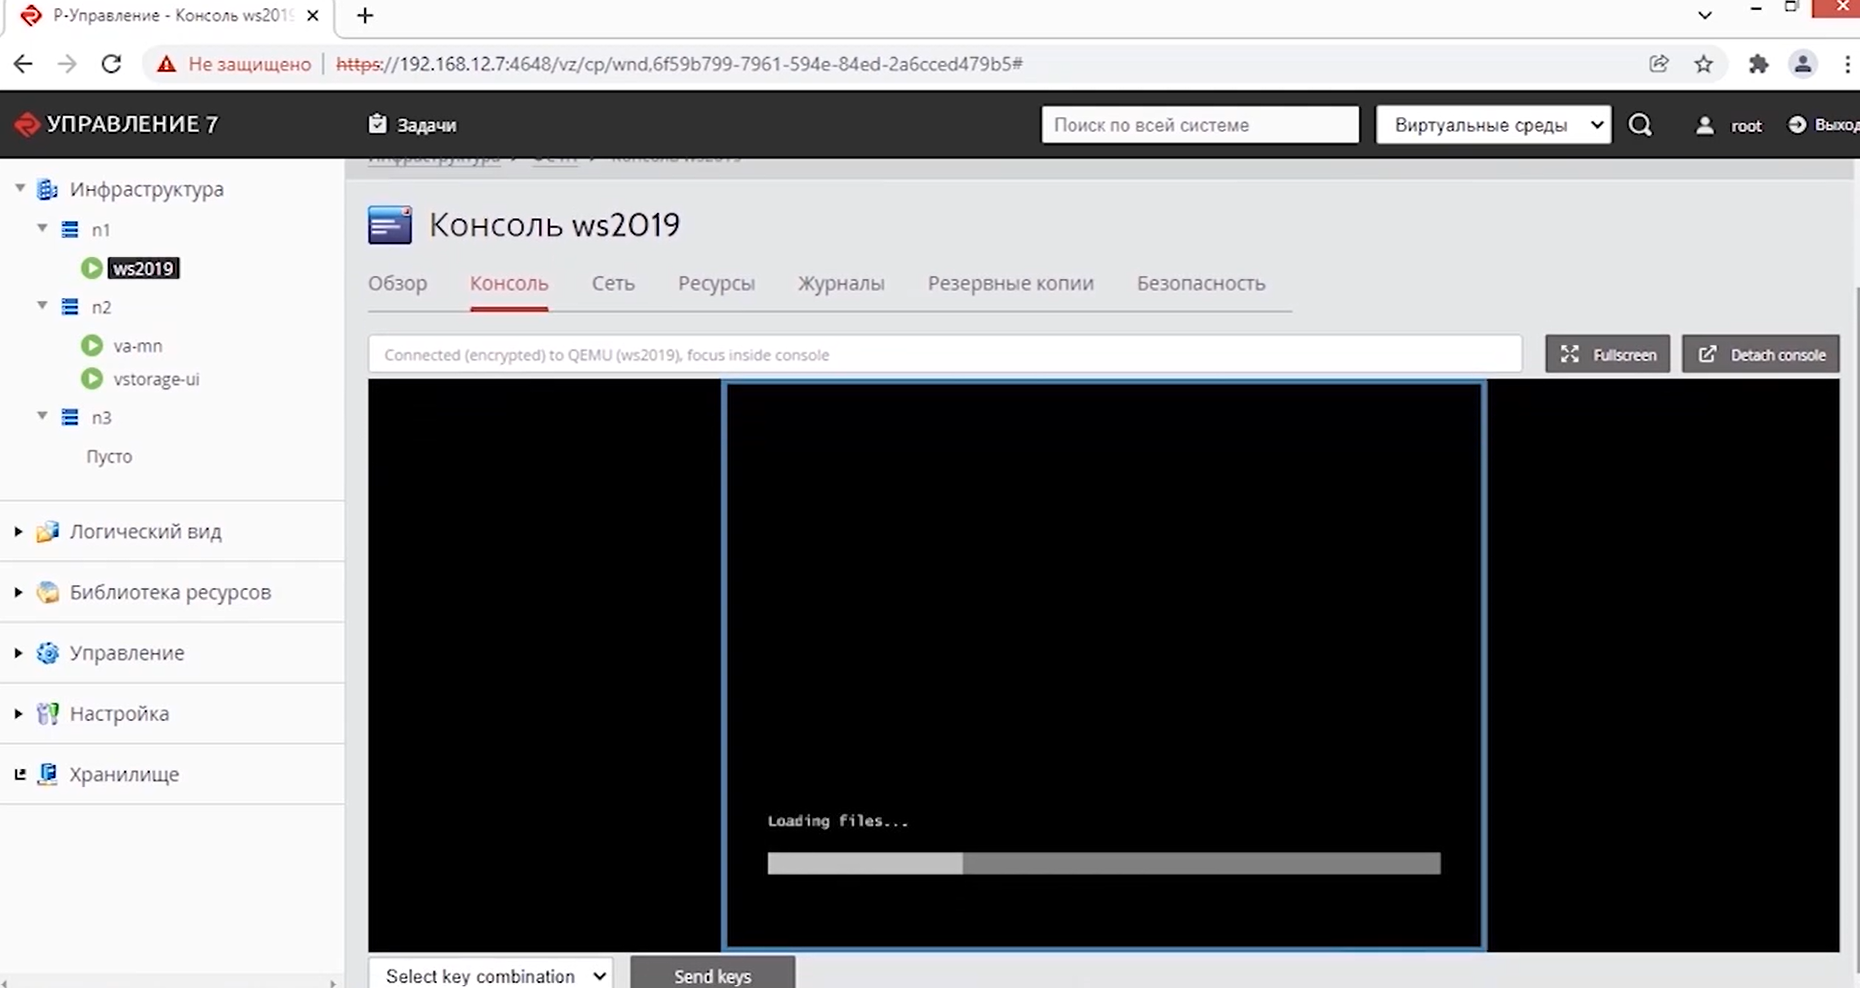 Р-Управление - Консоль ws2019
Не защищено
https://192.168.12.7:4648/vz/cp/wnd,6f59b799-7961-594e-84ed-2a6cced479b5#
УПРАВЛЕНИЕ 7
Задачи
Поиск по всей системе
Виртуальные среды
root
Выход
Инфраструктура
n1
ws2019
n2
va-mn
vstorage-ui
n3
Пусто
Логический вид
Библиотека ресурсов
Управление
Настройка
Хранилище
Инфраструктура
Консоль ws2019
Консоль ws2019
Обзор
Консоль
Сеть
Ресурсы
Журналы
Резервные копии
Безопасность
Connected (encrypted) to QEMU (ws2019), focus inside console
Fullscreen
Detach console
Loading files...
Select key combination
Send keys